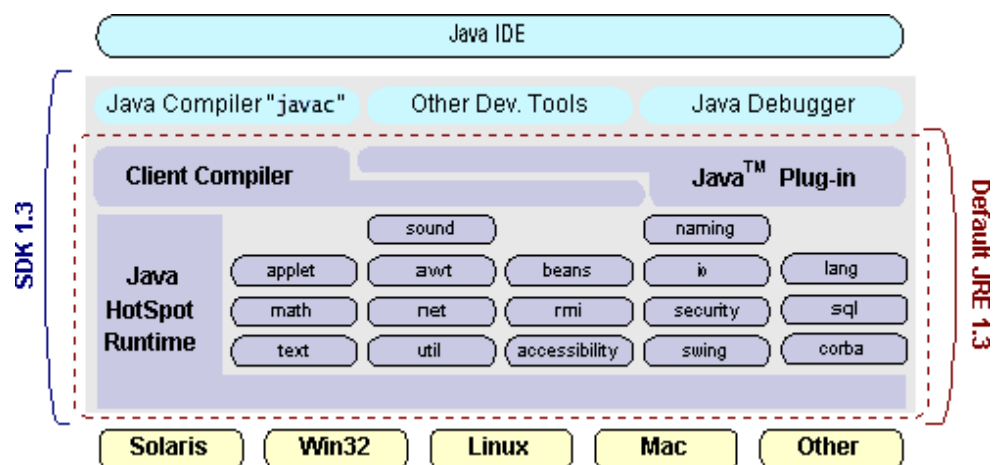 Java IDE
Java Compiler "javac"
Other Dev. Tools
Java Debugger
SDK 1.3
Default JRE 1.3
Client Compiler
Java™ Plug-in
Java
HotSpot
Runtime
sound
naming
applet
awt
beans
io
lang
math
net
rmi
security
sql
text
util
accessibility
swing
corba
Solaris
Win32
Linux
Mac
Other